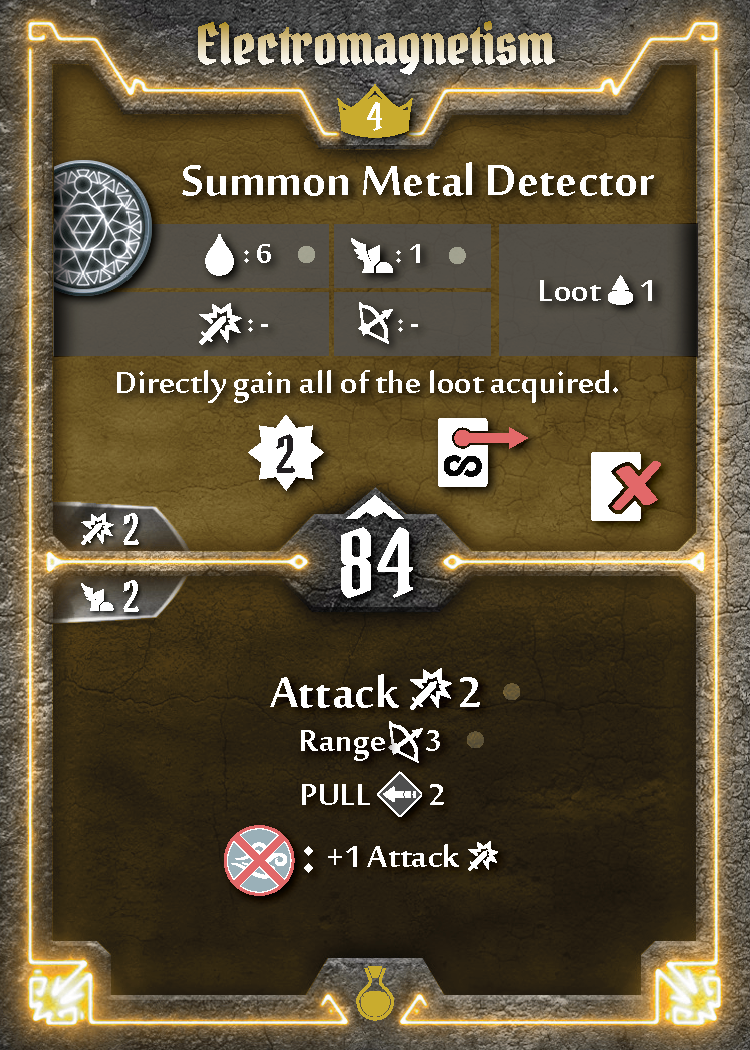 Electromagnetism
4
Summon Metal Detector
: 6
: 1
: -
: -
Loot 1
Directly gain all of the loot acquired.
2
S
2
84
2
Attack 2
Range 3
PULL 2
: +1 Attack